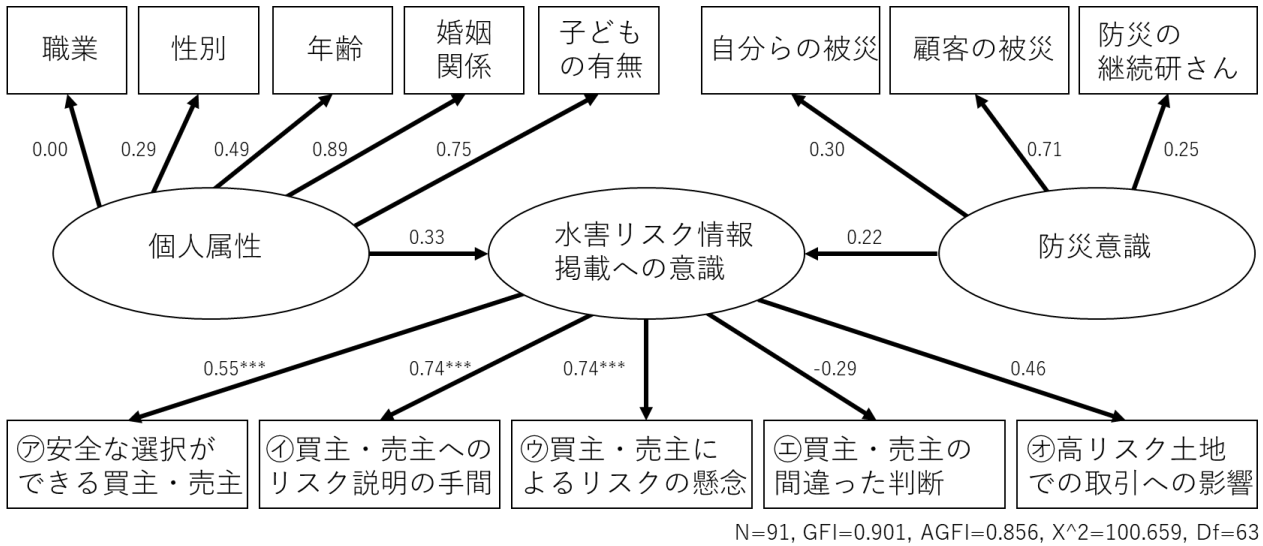 職業
性別
年齢
婚姻
関係
子ども
の有無
自分らの被災
顧客の被災
防災の
継続研さん
0.00
0.29
0.49
0.89
0.75
0.30
0.71
0.25
個人属性
0.33
水害リスク情報
掲載への意識
0.22
防災意識
0.55***
0.74***
0.74***
-0.29
0.46
㋐安全な選択が
できる買主・売主
㋑買主・売主への
リスク説明の手間
㋒買主・売主に
よるリスクの懸念
㋓買主・売主の
間違った判断
㋔高リスク土地
での取引への影響
N=91, GFI=0.901, AGFI=0.856, X^2=100.659, Df=63